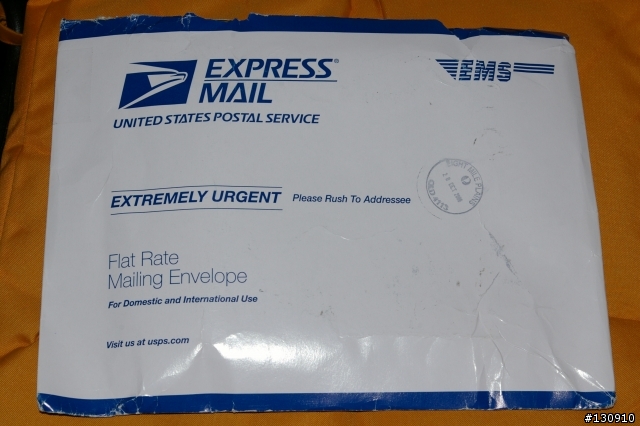 EXPRESS®
MAIL
UNITED STATES POSTAL SERVICE
EMS
EXTREMELY URGENT Please Rush To Addressee
Flat Rate
Mailing Envelope
For Domestic and International Use
Visit us at usps.com
#130910